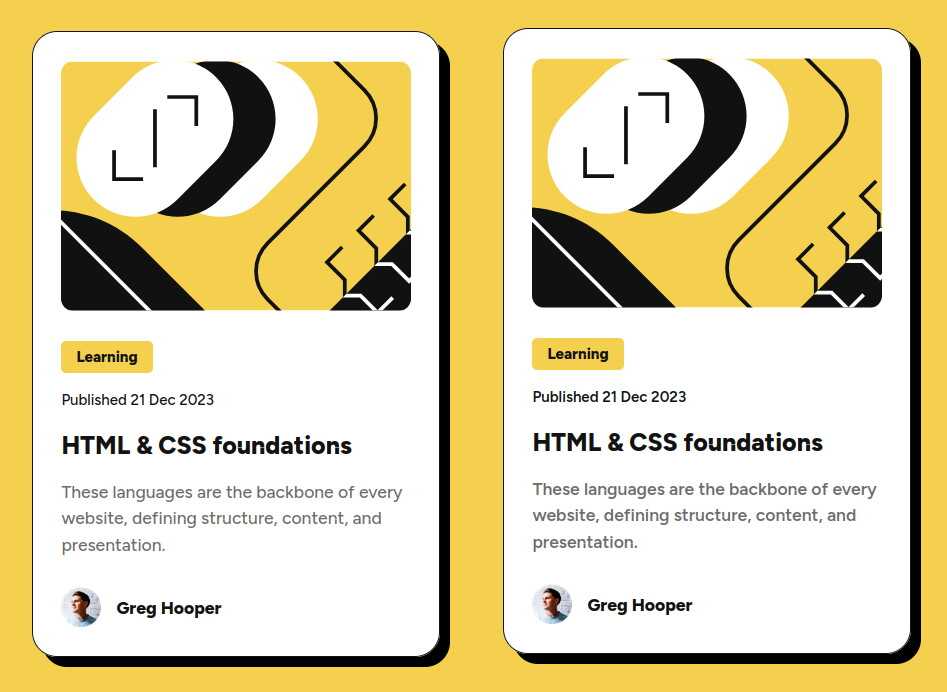 Learning
Published 21 Dec 2023
HTML & CSS foundations
These languages are the backbone of every
website, defining structure, content, and
presentation.
Greg Hooper
Learning
Published 21 Dec 2023
HTML & CSS foundations
These languages are the backbone of every
website, defining structure, content, and
presentation.
Greg Hooper